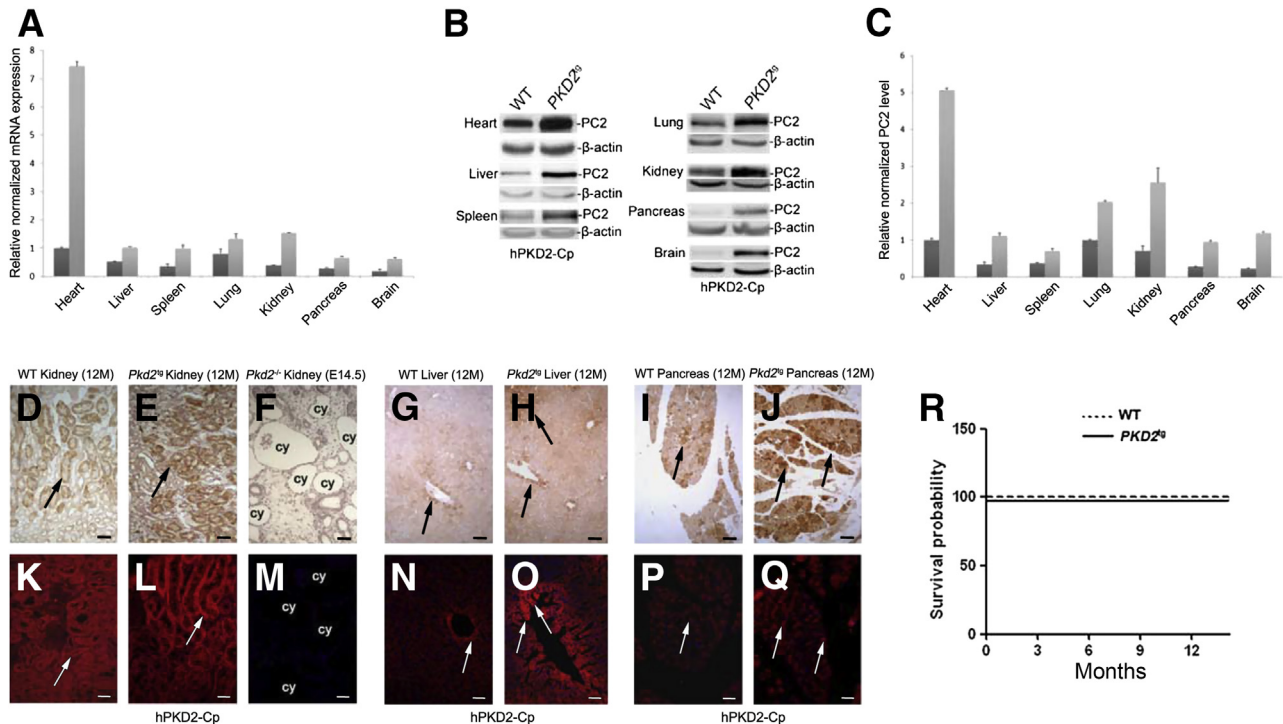 A
Relative normalized mRNA expression
8
7
6
5
4
3
2
1
0
Heart
Liver
Spleen
Lung
Kidney
Pancreas
Brain
B
WT
PKD2tg
Heart
-PC2
-β-actin
Liver
-PC2
-β-actin
Spleen
-PC2
-β-actin
hPKD2-Cp
WT
PKD2tg
Lung
-PC2
-β-actin
Kidney
-PC2
-β-actin
Pancreas
-PC2
-β-actin
Brain
-PC2
-β-actin
hPKD2-Cp
C
Relative normalized PC2 level
6
5
4
3
2
1
0
Heart
Liver
Spleen
Lung
Kidney
Pancreas
Brain
WT Kidney (12M)
Pkd2tg Kidney (12M)
Pkd2-/- Kidney (E14.5)
WT Liver (12M)
Pkd2tg Liver (12M)
WT Pancreas (12M)
Pkd2tg Pancreas (12M)
D
E
F
cy
cy
cy
cy
cy
cy
G
H
I
J
K
L
M
cy
cy
cy
cy
N
O
P
Q
hPKD2-Cp
hPKD2-Cp
hPKD2-Cp
R
WT
PKD2tg
Survival probability
150
100
50
0
0
3
6
9
12
Months